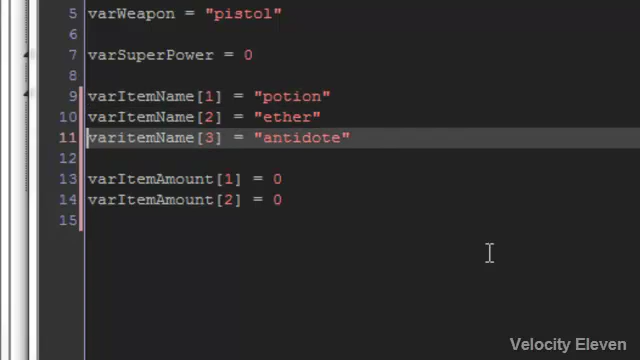 5 varWeapon = "pistol"
6
7 varSuperPower = 0
8
9 varItemName[1] = "potion"
10 varItemName[2] = "ether"
11 varitemName[3] = "antidote"
12
13 varItemAmount[1] = 0
14 varItemAmount[2] = 0
15
Velocity Eleven